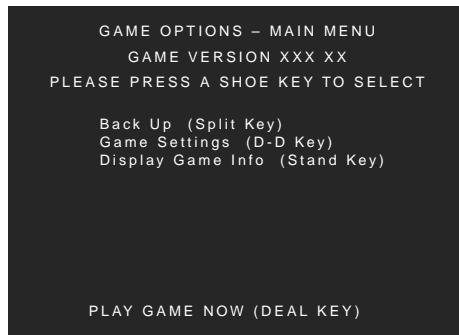 GAME OPTIONS – MAIN MENU
GAME VERSION XXX XX
PLEASE PRESS A SHOE KEY TO SELECT
Back Up (Split Key)
Game Settings (D-D Key)
Display Game Info (Stand Key)
PLAY GAME NOW (DEAL KEY)